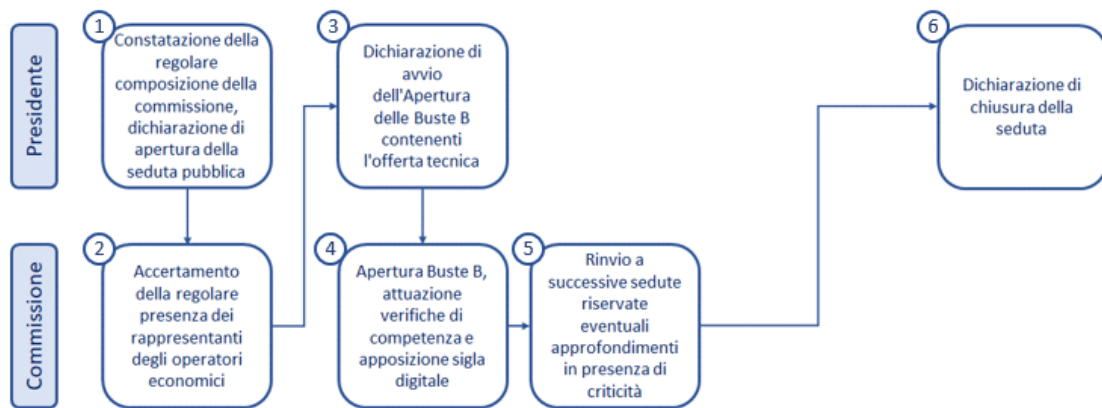 Presidente
1
Constatazione della
regolare
composizione della
commissione,
dichiarazione di
apertura della
seduta pubblica
3
Dichiarazione di
avvio
dell'Apertura
delle Buste B
contenenti
l'offerta tecnica
6
Dichiarazione di
chiusura della
seduta
Commissione
2
Accertamento
della regolare
presenza dei
rappresentanti
degli operatori
economici
4
Apertura Buste B,
attuazione
verifiche di
competenza e
apposizione sigla
digitale
5
Rinvio a
successive sedute
riservate
eventuali
approfondimenti
in presenza di
criticità